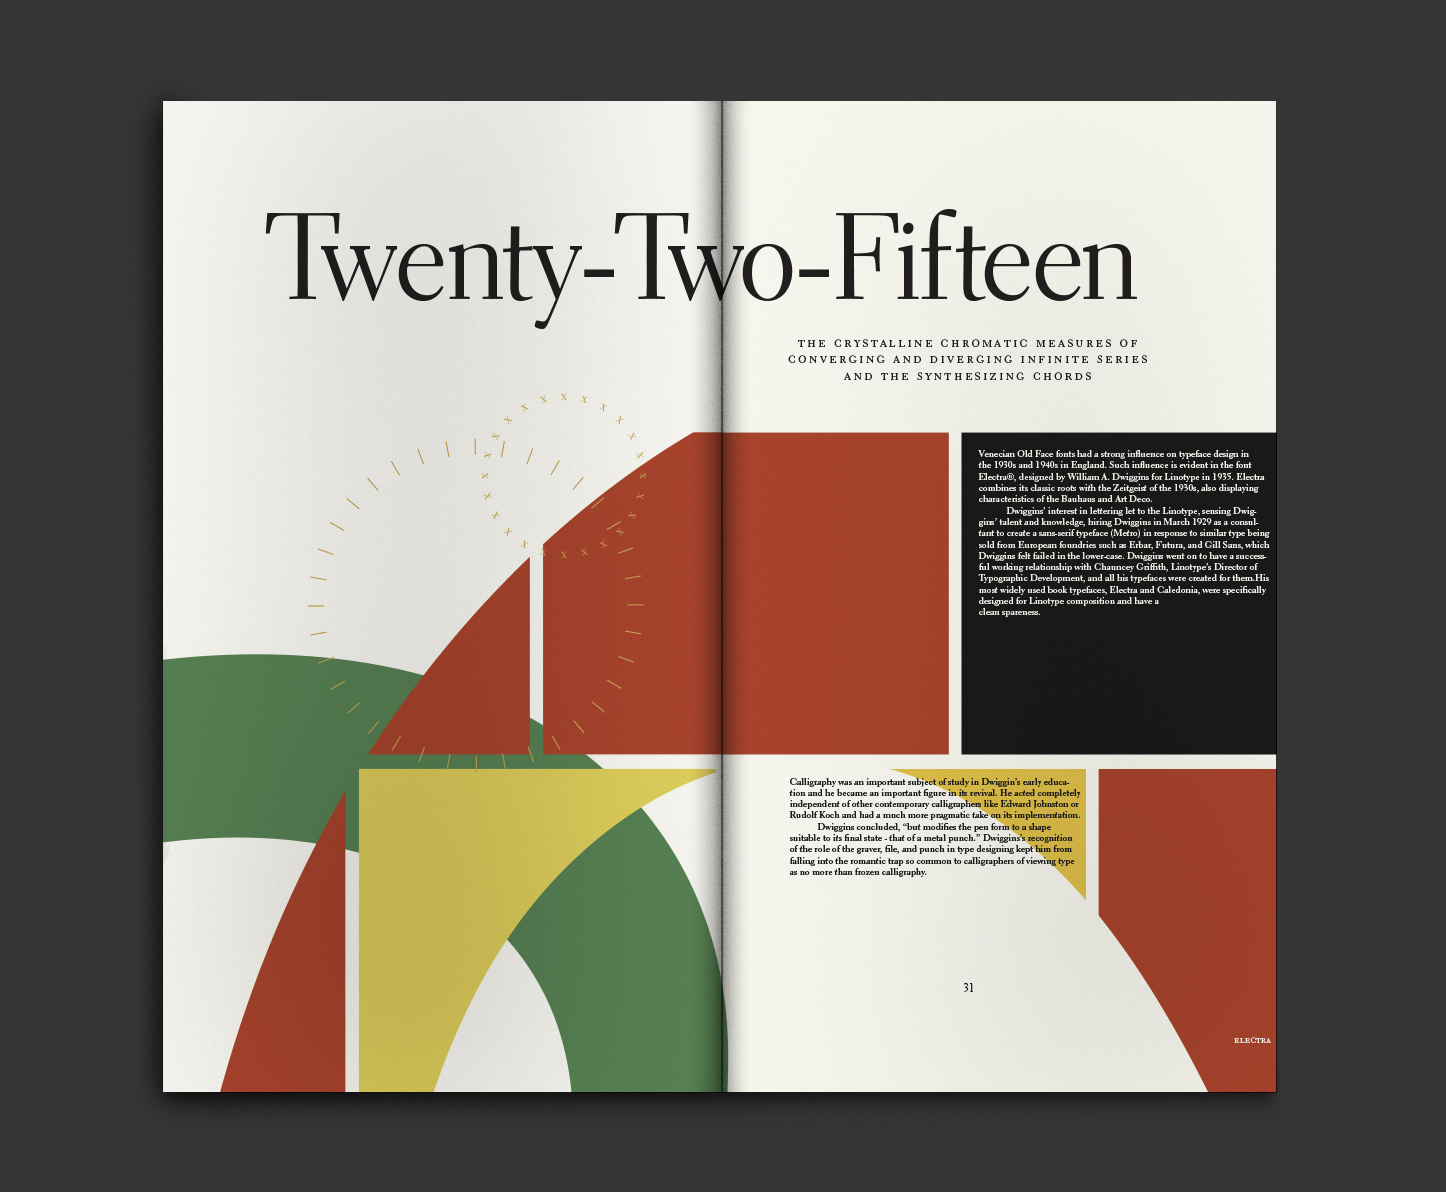 Twenty-Two-Fifteen
THE CRYSTALLINE CHROMATIC MEASURES OF
CONVERGING AND DIVERGING INFINITE SERIES
AND THE SYNTHESIZING CHORDS
Venecian Old Face fonts had a strong influence on typeface design in
the 1930s and 1940s in England. Such influence is evident in the font
Electra®, designed by William A. Dwiggins for Linotype in 1935. Electra
combines its classic roots with the Zeitgeist of the 1930s, also displaying
characteristics of the Bauhaus and Art Deco.
Dwiggins' interest in lettering let to the Linotype, sensing Dwig-
gins' talent and knowledge, hiring Dwiggins in March 1929 as a consul-
tant to create a sans-serif typeface (Metro) in response to similar type being
sold from European foundries such as Erbar, Futura, and Gill Sans, which
Dwiggins felt failed in the lower-case. Dwiggins went on to have a success-
ful working relationship with Chauncey Griffith, Linotype's Director of
Typographic Development, and all his typefaces were created for them.His
most widely used book typefaces, Electra and Caledonia, were specifically
designed for Linotype composition and have a
clean spareness.
Calligraphy was an important subject of study in Dwiggin's early educa-
tion and he became an important figure in its revival. He acted completely
independent of other contemporary calligraphers like Edward Johnston or
Rudolf Koch and had a much more pragmatic take on its implementation.
Dwiggins concluded, "but modifies the pen form to a shape
suitable to its final state - that of a metal punch." Dwiggins's recognition
of the role of the graver, file, and punch in type designing kept him from
falling into the romantic trap so common to calligraphers of viewing type
as no more than frozen calligraphy.
31
ELECTRA